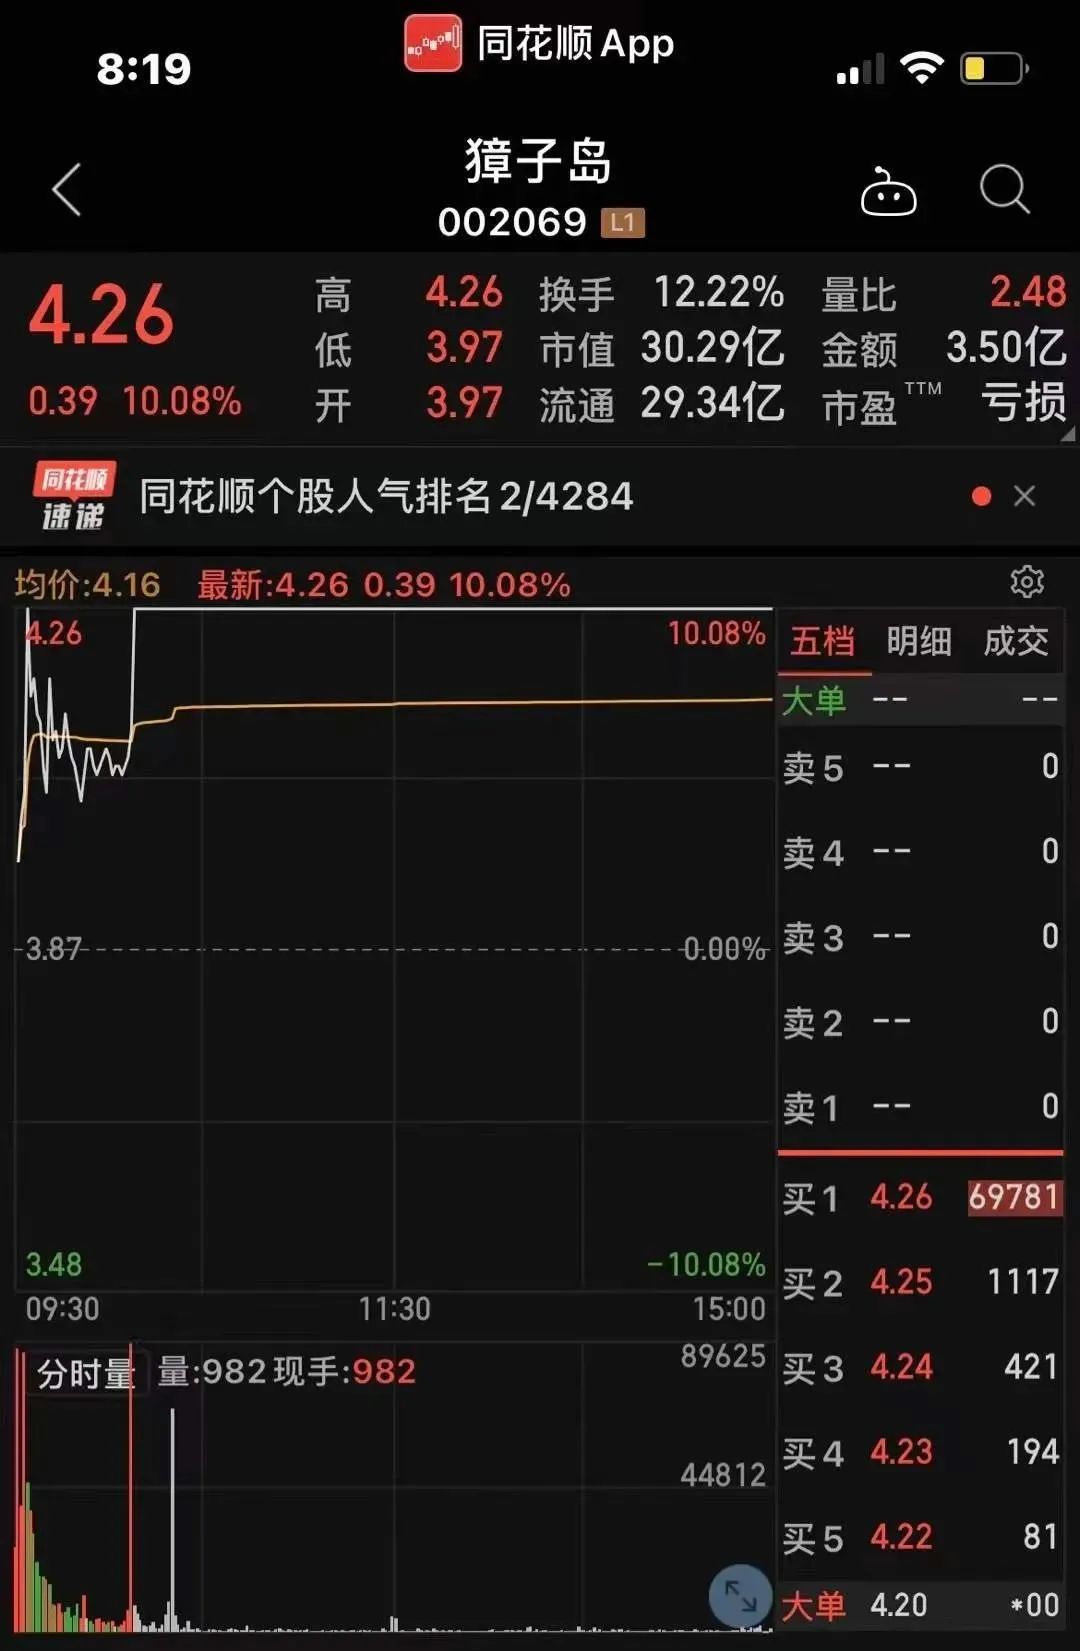 8:19
同花顺App
獐子岛
002069 L1
4.26
0.39 10.08%
高 4.26 换手 12.22% 量比 2.48
低 3.97 市值 30.29亿 金额 3.50亿
开 3.97 流通 29.34亿 市盈TTM 亏损
同花顺
速递
同花顺个股人气排名2/4284
均价:4.16 最新:4.26 0.39 10.08%
4.26 10.08%
3.87 0.00%
3.48 -10.08%
09:30 11:30 15:00
分时量 量:982 现手:982
89625
44812
五档 明细 成交
大单 -- --
卖5 -- 0
卖4 -- 0
卖3 -- 0
卖2 -- 0
卖1 -- 0
买1 4.26 69781
买2 4.25 1117
买3 4.24 421
买4 4.23 194
买5 4.22 81
大单 4.20 *00